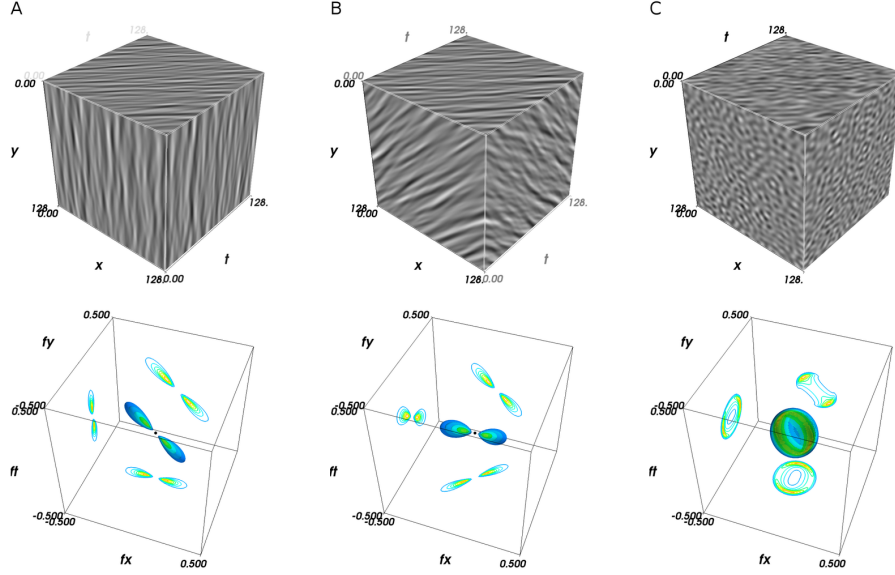 A B C
t 128. t 128. t 128.
0.00 0.00
0.00 0.00 0.00
y y y
128. 128. 128. 128. 128.
0.00 0.00 0.00
x t x t x
128. 0.00 128. 0.00 128.
0.500 0.500 0.500
fy fy fy
-0.500 -0.500 -0.500
0.500 0.500 0.500
ft ft ft
-0.500 -0.500 -0.500
-0.500 -0.500 -0.500
fx fx fx
0.500 0.500 0.500